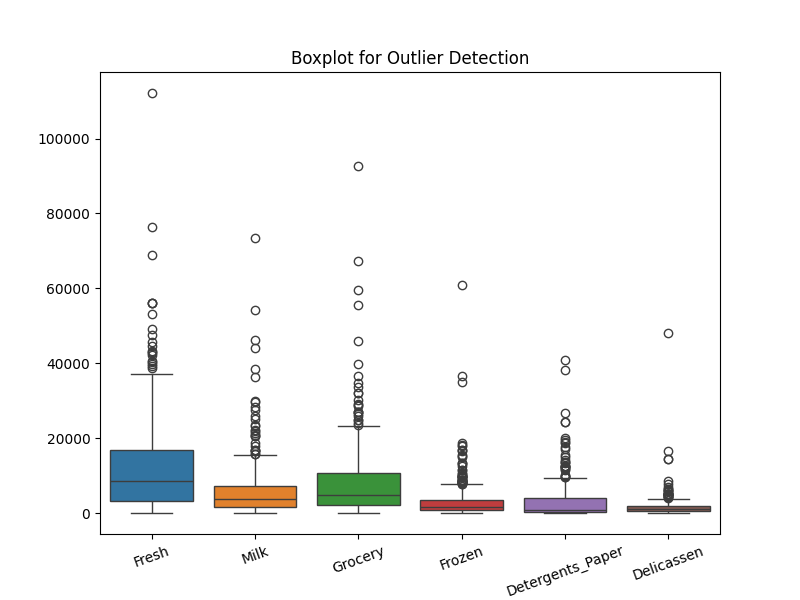 Boxplot for Outlier Detection
100000
80000
60000
40000
20000
0
Fresh
Milk
Grocery
Frozen
Detergents_Paper
Delicassen